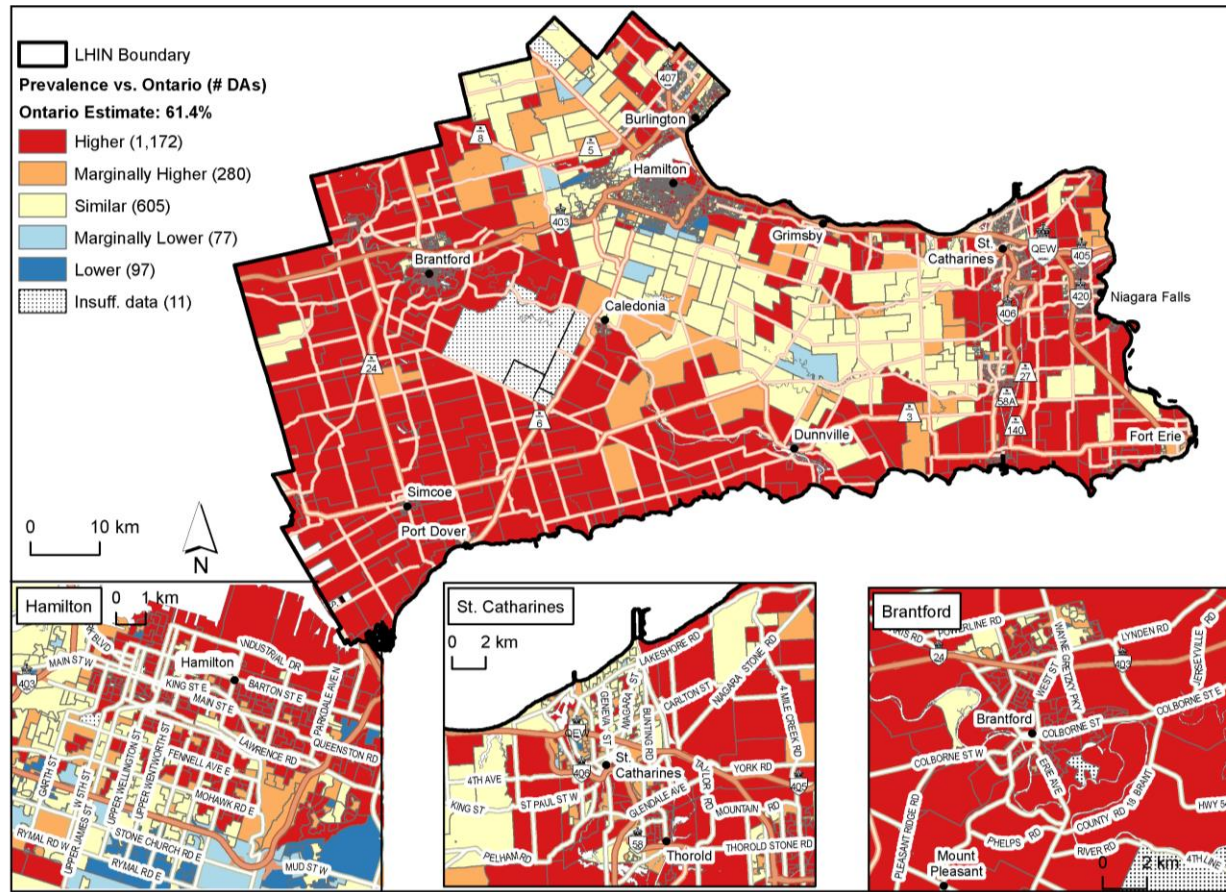 LHIN Boundary
Prevalence vs. Ontario (# DAs)
Ontario Estimate: 61.4%
Higher (1,172)
Marginally Higher (280)
Similar (605)
Marginally Lower (77)
Lower (97)
Insuff. data (11)
0 10 km
N
407
Burlington
8
5
Hamilton
403
Brantford
Grimsby
St.
Catharines
QEW
405
420
Niagara Falls
406
Caledonia
24
6
27
58A
3
140
Dunnville
Fort Erie
Simcoe
Port Dover
Hamilton
0 1 km
BLVD
MAIN ST W
403
INDUSTRIAL DR
Hamilton
BARTON ST E
KING ST E
MAIN ST E
PARKDALE AVE N
QUEENSTON RD
LAWRENCE RD
FENNELL AVE E
MOHAWK RD E
GARTH ST
W 5TH ST
UPPER JAMES ST
UPPER WELLINGTON ST
UPPER WENTWORTH ST
STONE CHURCH RD E
RYMAL RD W
RYMAL RD E
MUD ST W
St. Catharines
0 2 km
LAKESHORE RD
NIAGARA STONE RD
CARLTON ST
GENEVA ST
NIAGARA ST
BUNTING RD
4 MILE CREEK RD
QEW
406
St.
Catharines
4TH AVE
KING ST
ST PAUL ST W
GLENDALE AVE
TAYLOR RD
YORK RD
405
MOUNTAIN RD
58
Thorold
THOROLD STONE RD
PELHAM RD
Brantford
POWERLINE RD
24
WAYNE GRETZKY PKY
WEST ST
LYNDEN RD
403
JERSEYVILLE RD
COLBORNE ST E
Brantford
COLBORNE ST
COLBORNE ST W
ERIE AVE
COUNTY RD 18, BRANT
PLEASANT RIDGE RD
PHELPS RD
RIVER RD
4TH LINE
Mount
Pleasant
0 2 km